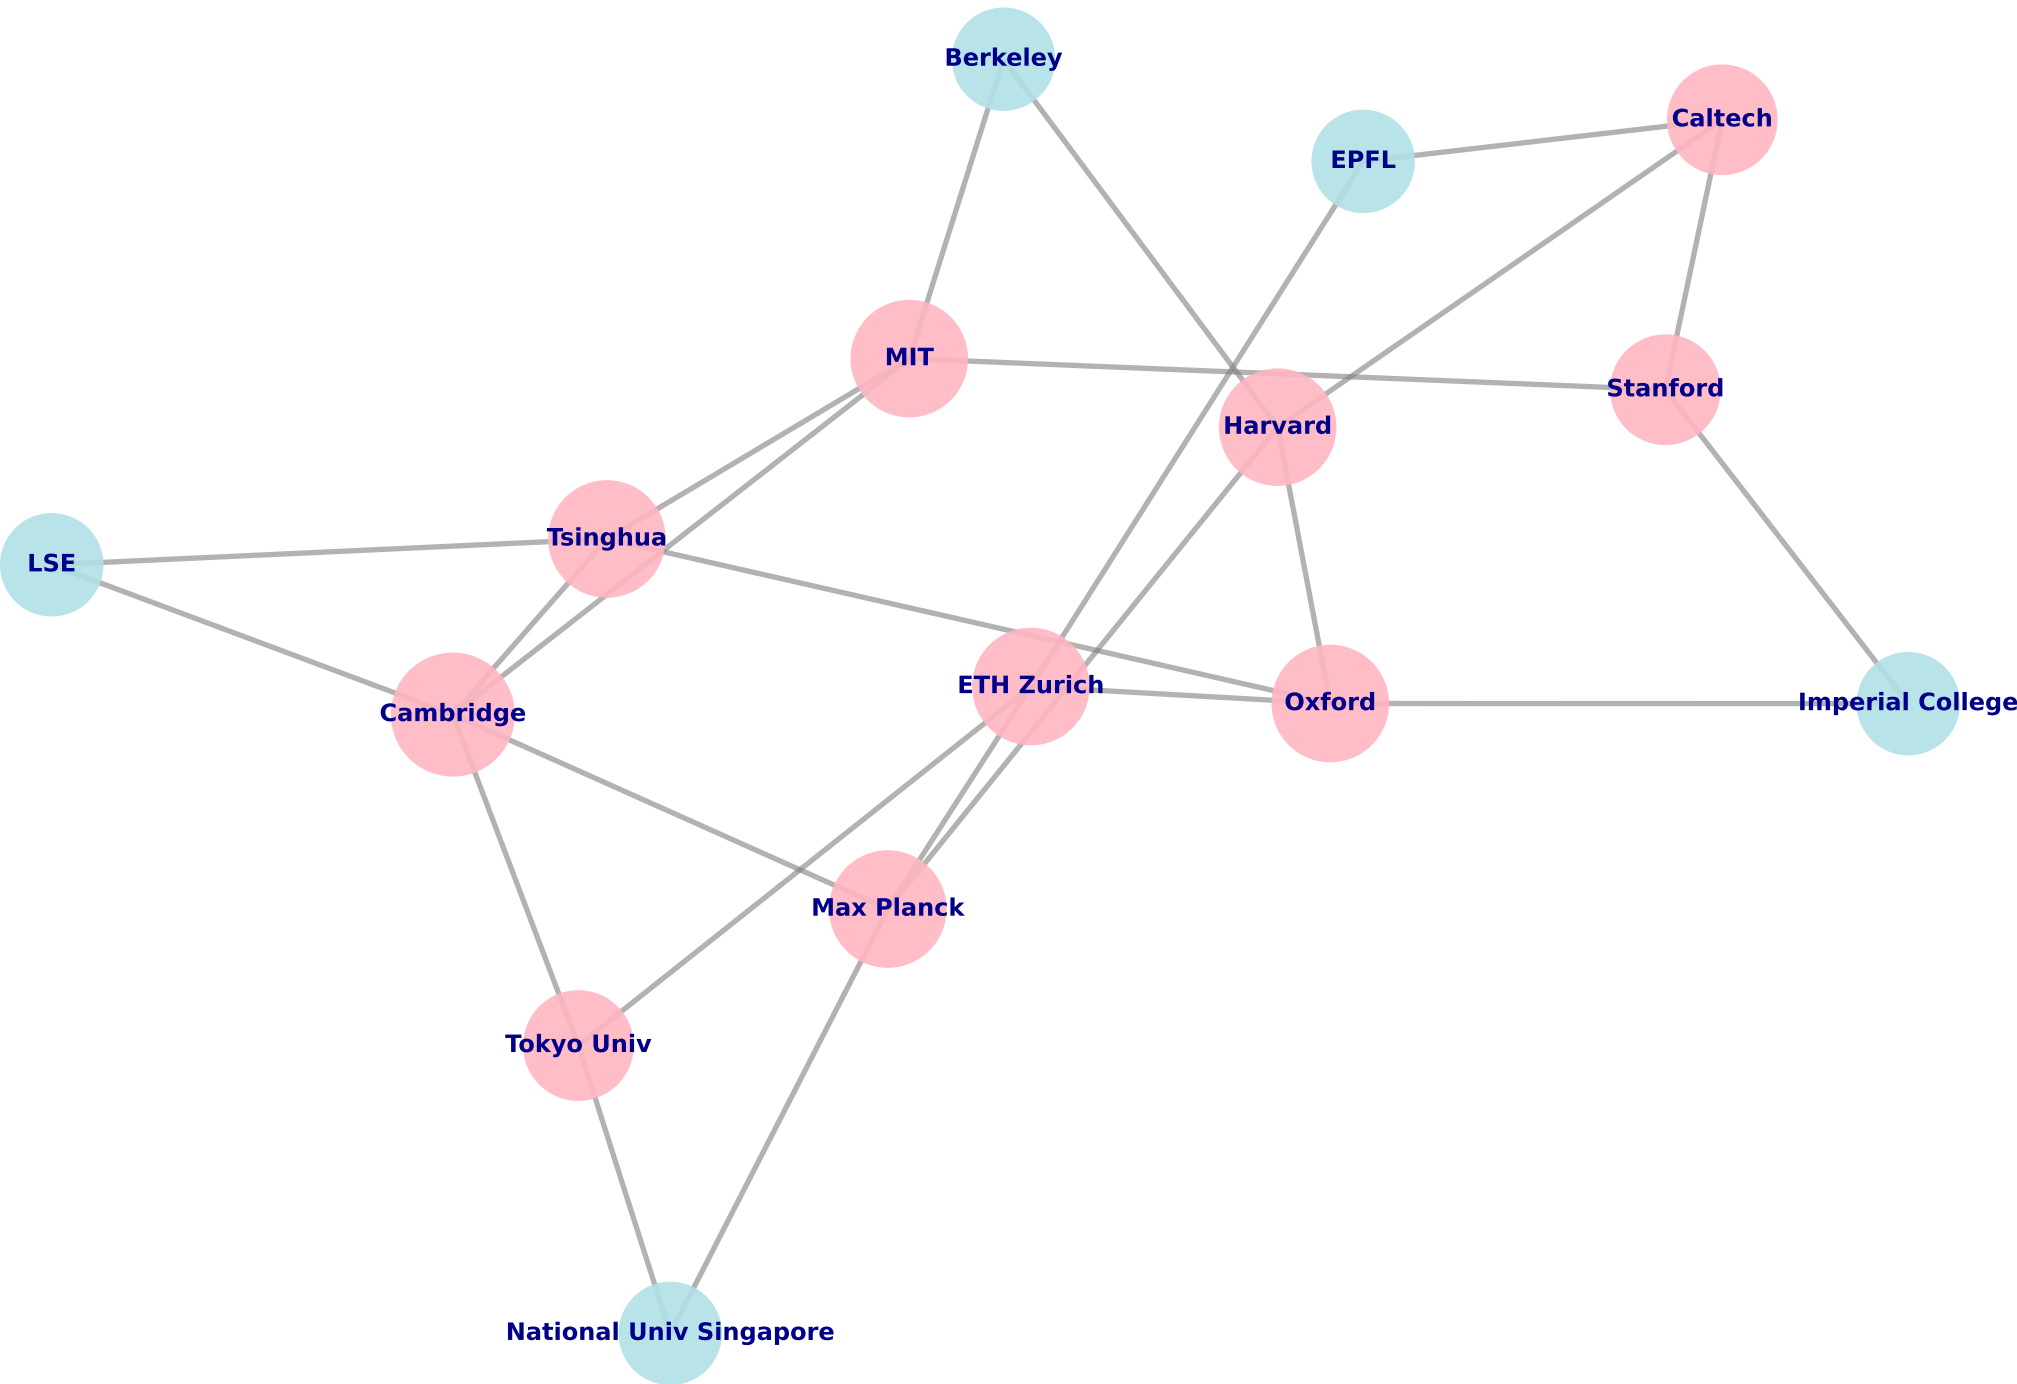 Berkeley
Caltech
EPFL
MIT
Stanford
Harvard
Tsinghua
LSE
ETH Zurich
Oxford
Imperial College
Cambridge
Max Planck
Tokyo Univ
National Univ Singapore